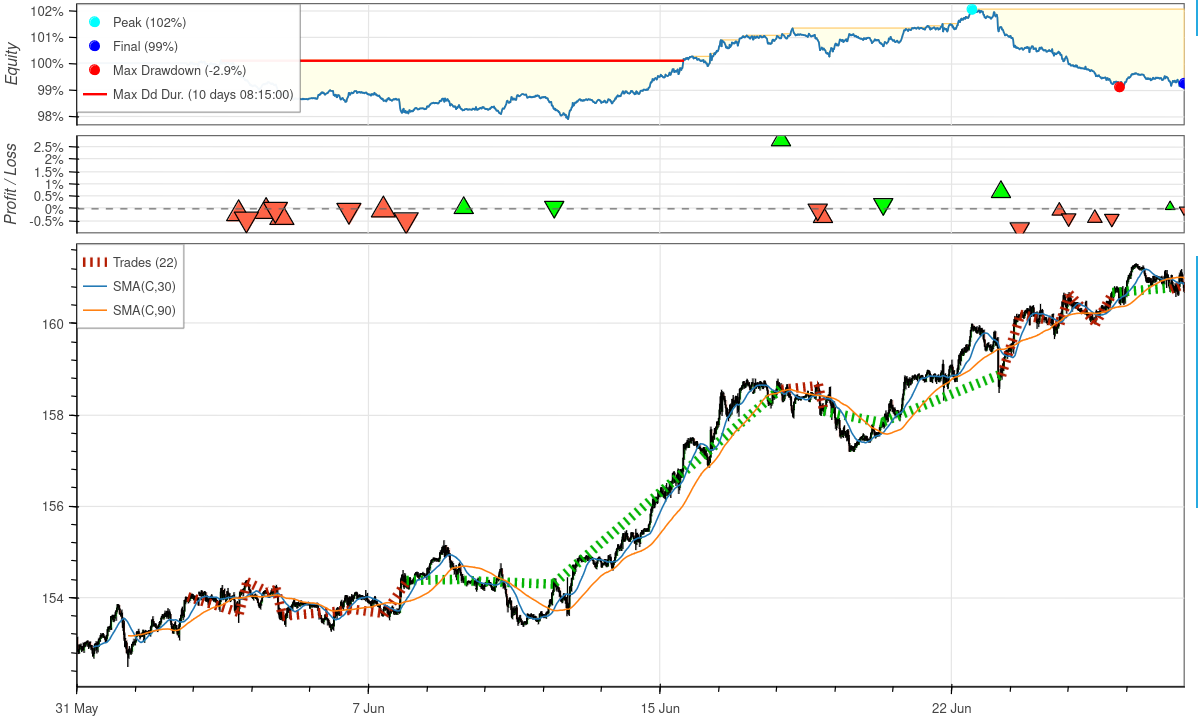 102%
101%
100%
99%
98%
Equity
Peak (102%)
Final (99%)
Max Drawdown (-2.9%)
Max Dd Dur. (10 days 08:15:00)
2.5%
2%
1.5%
1%
0.5%
0%
-0.5%
Profit / Loss
Trades (22)
SMA(C,30)
SMA(C,90)
160
158
156
154
31 May
7 Jun
15 Jun
22 Jun